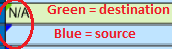 N/A Green = destination
Blue = source